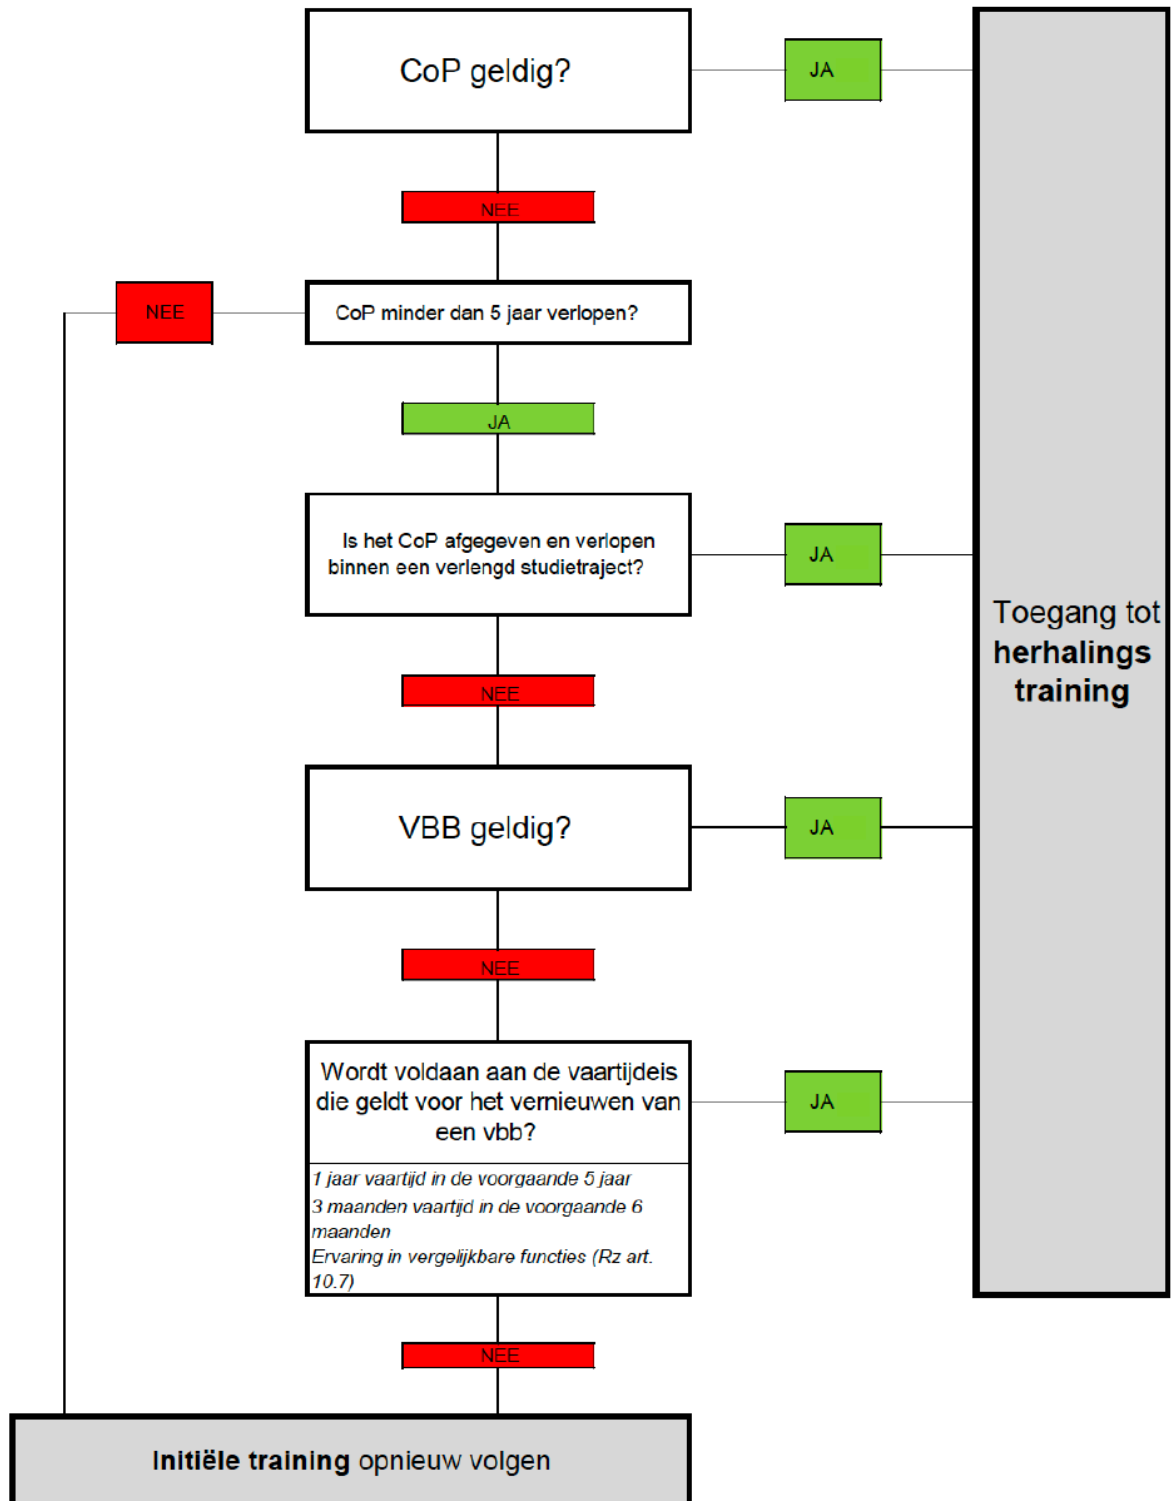 CoP geldig?
JA
NEE
NEE
CoP minder dan 5 jaar verlopen?
JA
Is het CoP afgegeven en verlopen
binnen een verlengd studietraject?
JA
Toegang tot
herhalings
training
NEE
VBB geldig?
JA
NEE
Wordt voldaan aan de vaartijdeis
die geldt voor het vernieuwen van
een vbb?
JA
1 jaar vaartijd in de voorgaande 5 jaar
3 maanden vaartijd in de voorgaande 6
maanden
Ervaring in vergelijkbare functies (Rz art.
10.7)
NEE
Initiële training opnieuw volgen